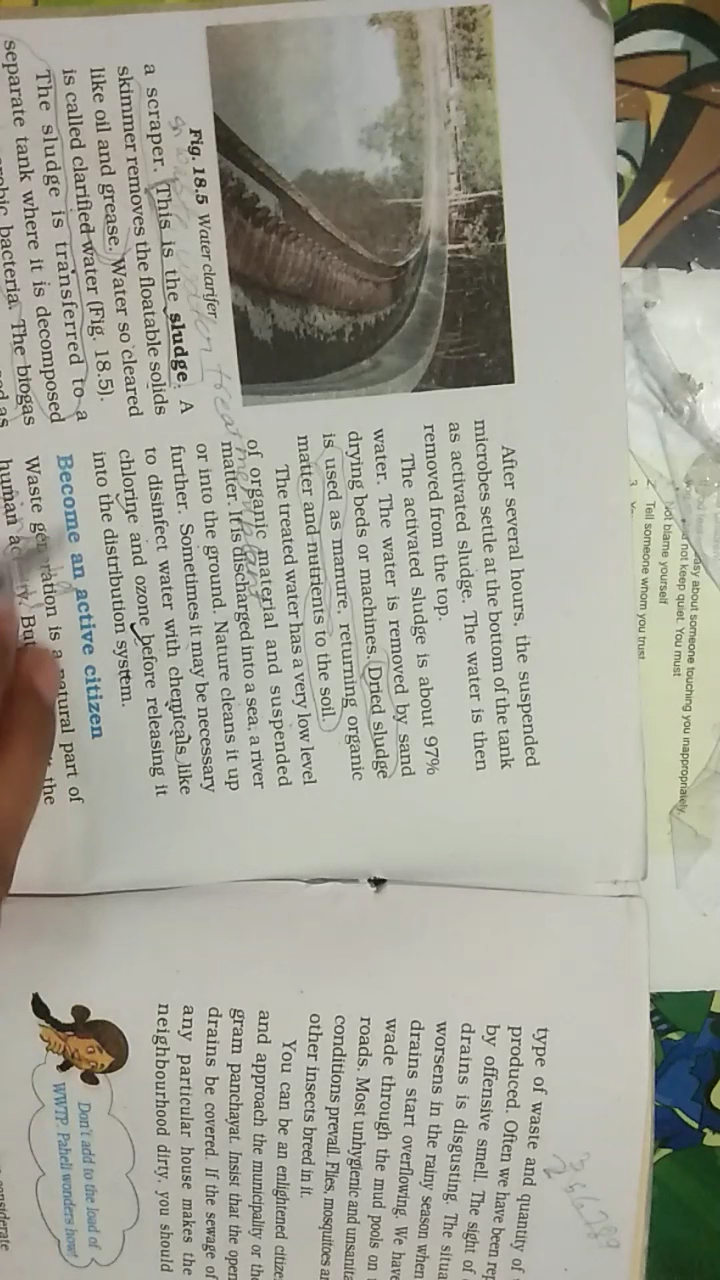 Fig. 18.5 Water clarifer
a scraper. This is the sludge. A
skimmer removes the floatable solids
like oil and grease. Water so cleared
is called clarified water (Fig. 18.5).
The sludge is transferred to a
separate tank where it is decomposed
bacteria. The biogas
After several hours, the suspended
microbes settle at the bottom of the tank
as activated sludge. The water is then
removed from the top.
The activated sludge is about 97%
water. The water is removed by sand
drying beds or machines. Dried sludge
is used as manure, returning organic
matter and nutrients to the soil.
The treated water has a very low level
of organic material and suspended
matter. It is discharged into a sea, a river
or into the ground. Nature cleans it up
further. Sometimes it may be necessary
to disinfect water with chemicals like
chlorine and ozone before releasing it
into the distribution system.
Become an active citizen
Waste is a natural part of
human But the
type of waste and quantity of
produced. Often we have been
by offensive smell. The sight of
drains is disgusting. The
worsens in the rainy season when
drains start overflowing. We have
wade through the mud pools on
roads. Most unhygienic and
conditions prevail. Flies, mosquitoes
other insects breed in it.
You can be an enlightened
and approach the municipality or
gram panchayat. Insist that the
drains be covered. If the sewage of
any particular house makes the
neighbourhood dirty, you should
Don't add to the load of
WWTP. Paheli wonders how!
about someone touching you inappropriately,
not keep quiet. You must
blame yourself
2. Tell someone whom you trust
3.